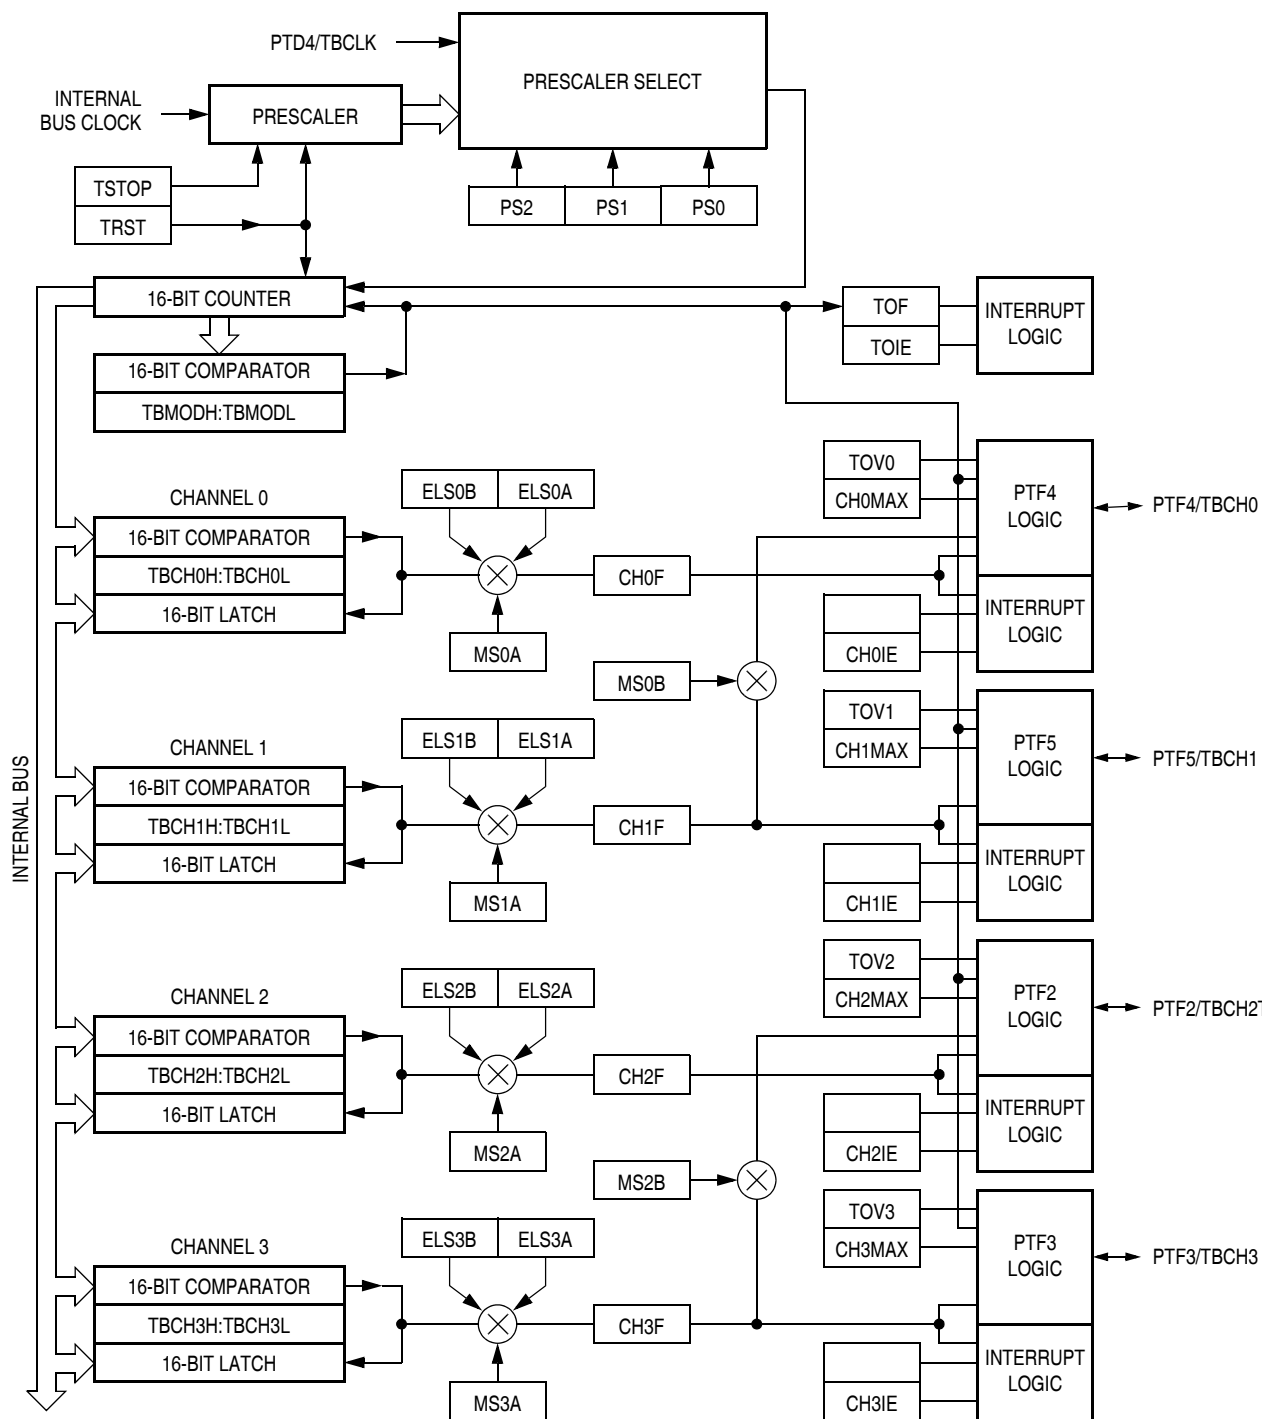 PTD4/TBCLK
PRESCALER SELECT
INTERNAL
BUS CLOCK
PRESCALER
TSTOP
TRST
PS2
PS1
PS0
16-BIT COUNTER
16-BIT COMPARATOR
TBMODH:TBMODL
TOF
TOIE
INTERRUPT
LOGIC
INTERNAL BUS
CHANNEL 0
16-BIT COMPARATOR
TBCH0H:TBCH0L
16-BIT LATCH
ELS0B
ELS0A
MS0A
CH0F
MS0B
TOV0
CH0MAX
PTF4
LOGIC
PTF4/TBCH0
CH0IE
INTERRUPT
LOGIC
CHANNEL 1
16-BIT COMPARATOR
TBCH1H:TBCH1L
16-BIT LATCH
ELS1B
ELS1A
MS1A
CH1F
TOV1
CH1MAX
PTF5
LOGIC
PTF5/TBCH1
CH1IE
INTERRUPT
LOGIC
CHANNEL 2
16-BIT COMPARATOR
TBCH2H:TBCH2L
16-BIT LATCH
ELS2B
ELS2A
MS2A
CH2F
MS2B
TOV2
CH2MAX
PTF2
LOGIC
PTF2/TBCH2T
CH2IE
INTERRUPT
LOGIC
CHANNEL 3
16-BIT COMPARATOR
TBCH3H:TBCH3L
16-BIT LATCH
ELS3B
ELS3A
MS3A
CH3F
TOV3
CH3MAX
PTF3
LOGIC
PTF3/TBCH3
CH3IE
INTERRUPT
LOGIC